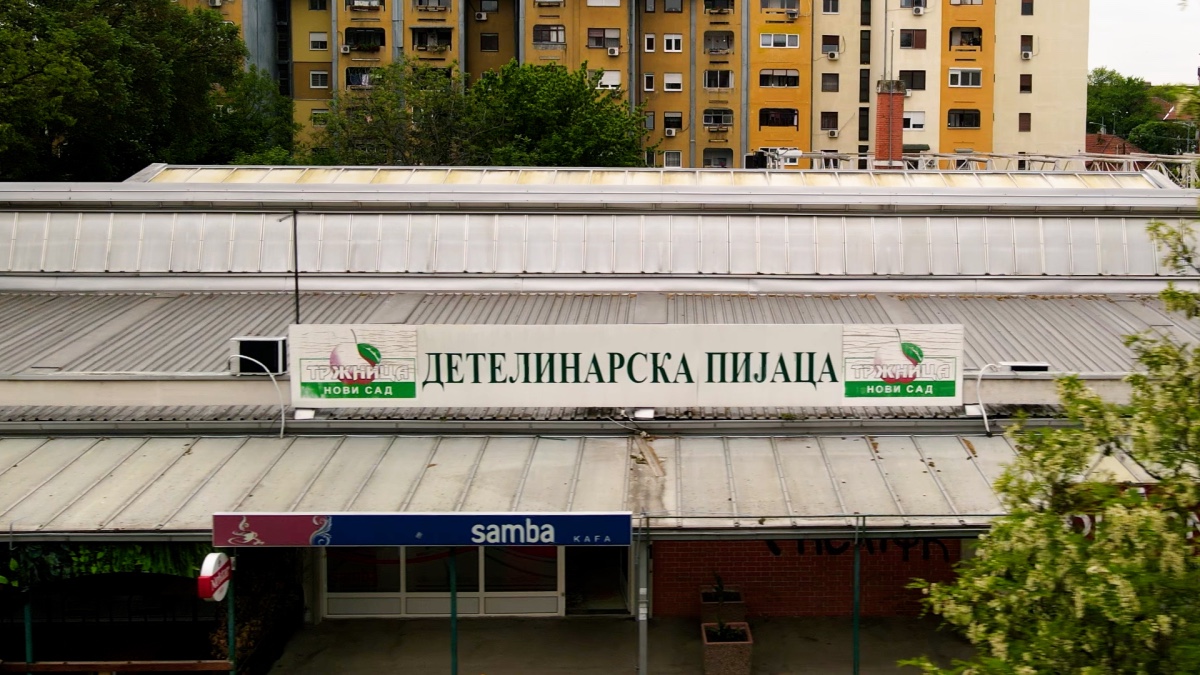 ТРЖНИЦА
НОВИ САД
ДЕТЕЛИНАРСКА ПИЈАЦА
ТРЖНИЦА
НОВИ САД
samba KAFA